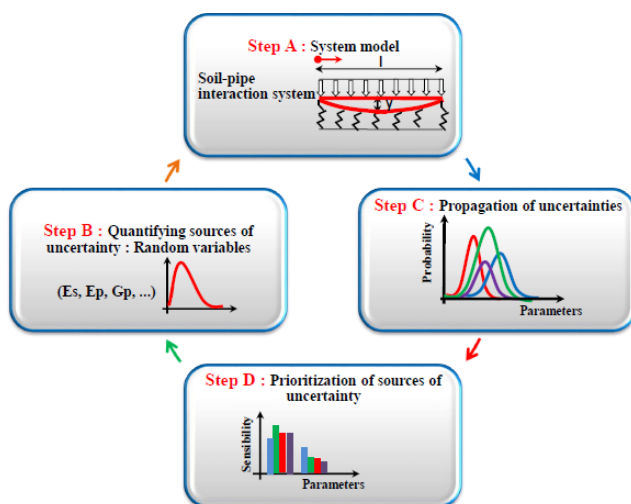 Step A : System model
l
Soil-pipe
interaction system
y
Step B : Quantifying sources of
uncertainty : Random variables
(Es, Ep, Gp, ...)
Step C : Propagation of uncertainties
Probability
Parameters
Step D : Prioritization of sources of
uncertainty
Sensibility
Parameters